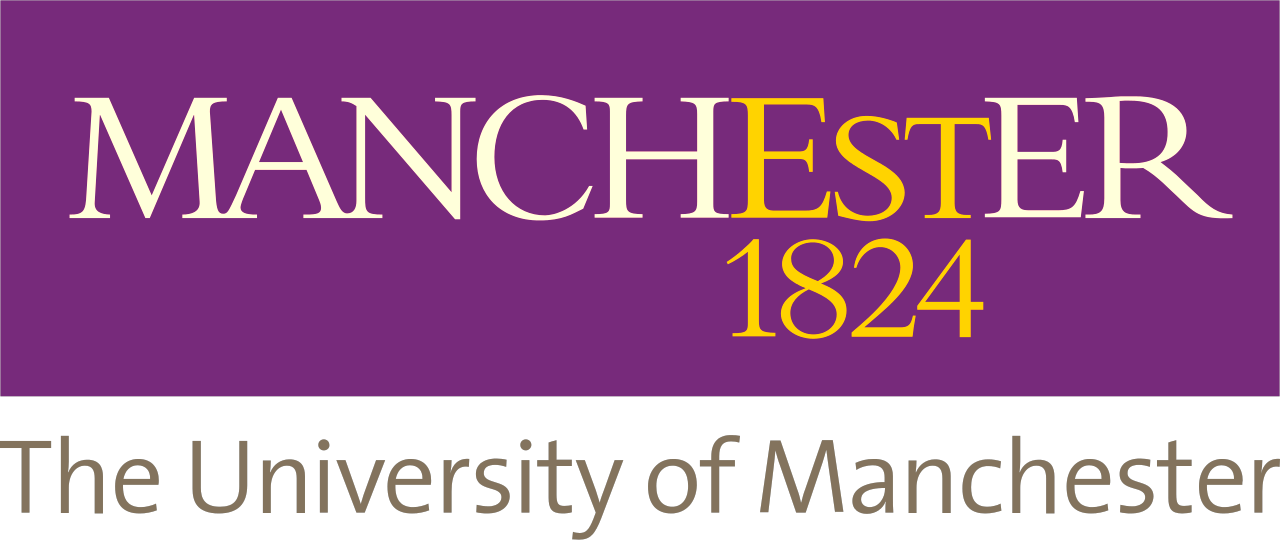 MANCHESTER
1824
The University of Manchester